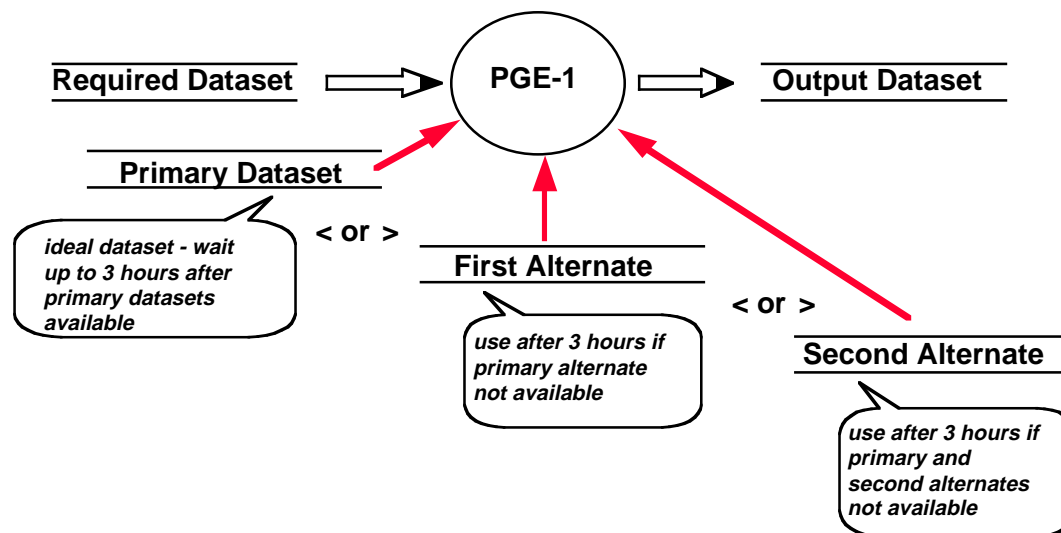 Required Dataset
PGE-1
Output Dataset
Primary Dataset
ideal dataset - wait
up to 3 hours after
primary datasets
available
< or >
First Alternate
use after 3 hours if
primary alternate
not available
< or >
Second Alternate
use after 3 hours if
primary and
second alternates
not available